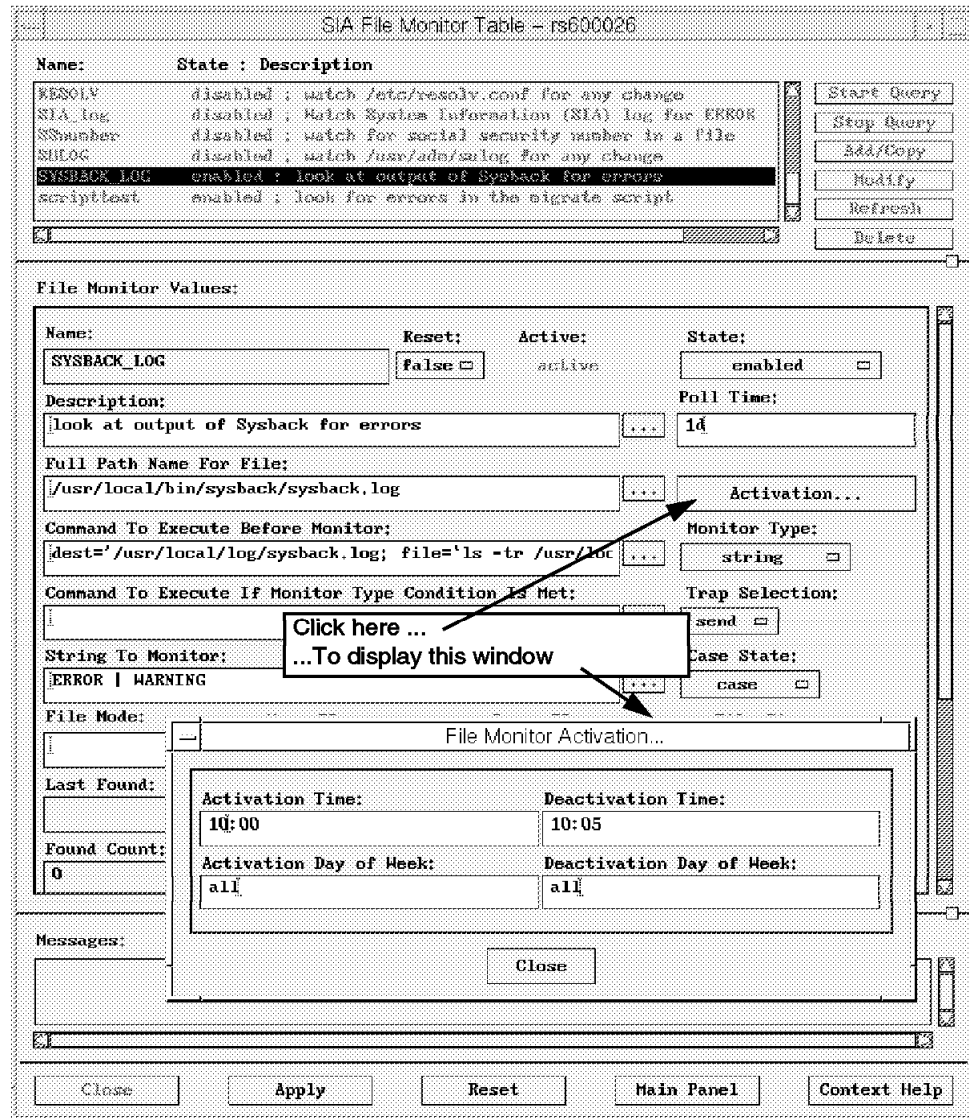 SIA File Monitor Table – rs600026
Name: State : Description
RESOLV disabled : watch /etc/resolv.conf for any change
SIA_log disabled : Watch System Information (SIA) log for ERROR
SSnumber disabled : watch for social security number in a file
SULOG disabled : watch /usr/adm/sulog for any change
SYSBACK_LOG enabled : look at output of Sysback for errors
scripttest enabled : look for errors in the migrate script
Start Query
Stop Query
Add/Copy
Modify
Refresh
Delete
File Monitor Values:
Name: Reset: Active: State:
SYSBACK_LOG false active enabled
Description: Poll Time:
look at output of Sysback for errors ... 1d
Full Path Name For File:
/usr/local/bin/sysback/sysback.log ... Activation...
Command To Execute Before Monitor: Monitor Type:
dest='/usr/local/log/sysback.log; file='ls -tr /usr/loc ... string
Command To Execute If Monitor Type Condition Is Met: Trap Selection:
send
Click here ...
...To display this window
String To Monitor: Case State:
ERROR | WARNING ... case
File Mode:
File Monitor Activation...
Last Found:
Activation Time: Deactivation Time:
10:00 10:05
Found Count:
0
Activation Day of Week: Deactivation Day of Week:
all all
Close
Messages:
Close Apply Reset Main Panel Context Help